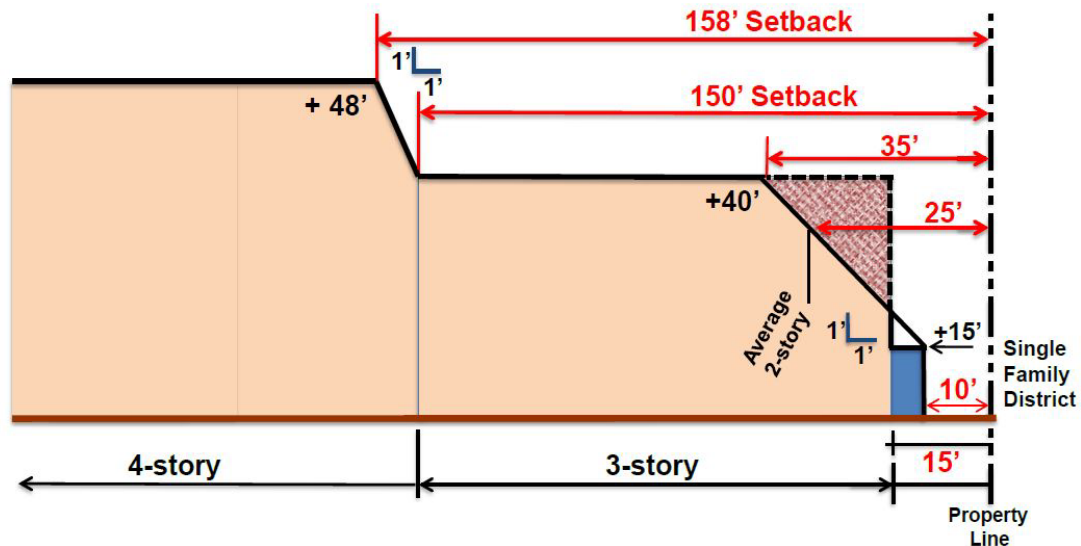 158’ Setback
1’
1’
+ 48’
150’ Setback
35’
+40’
25’
Average
2-story
1’
1’
+15’
Single
Family
District
10’
4-story
3-story
15’
Property
Line